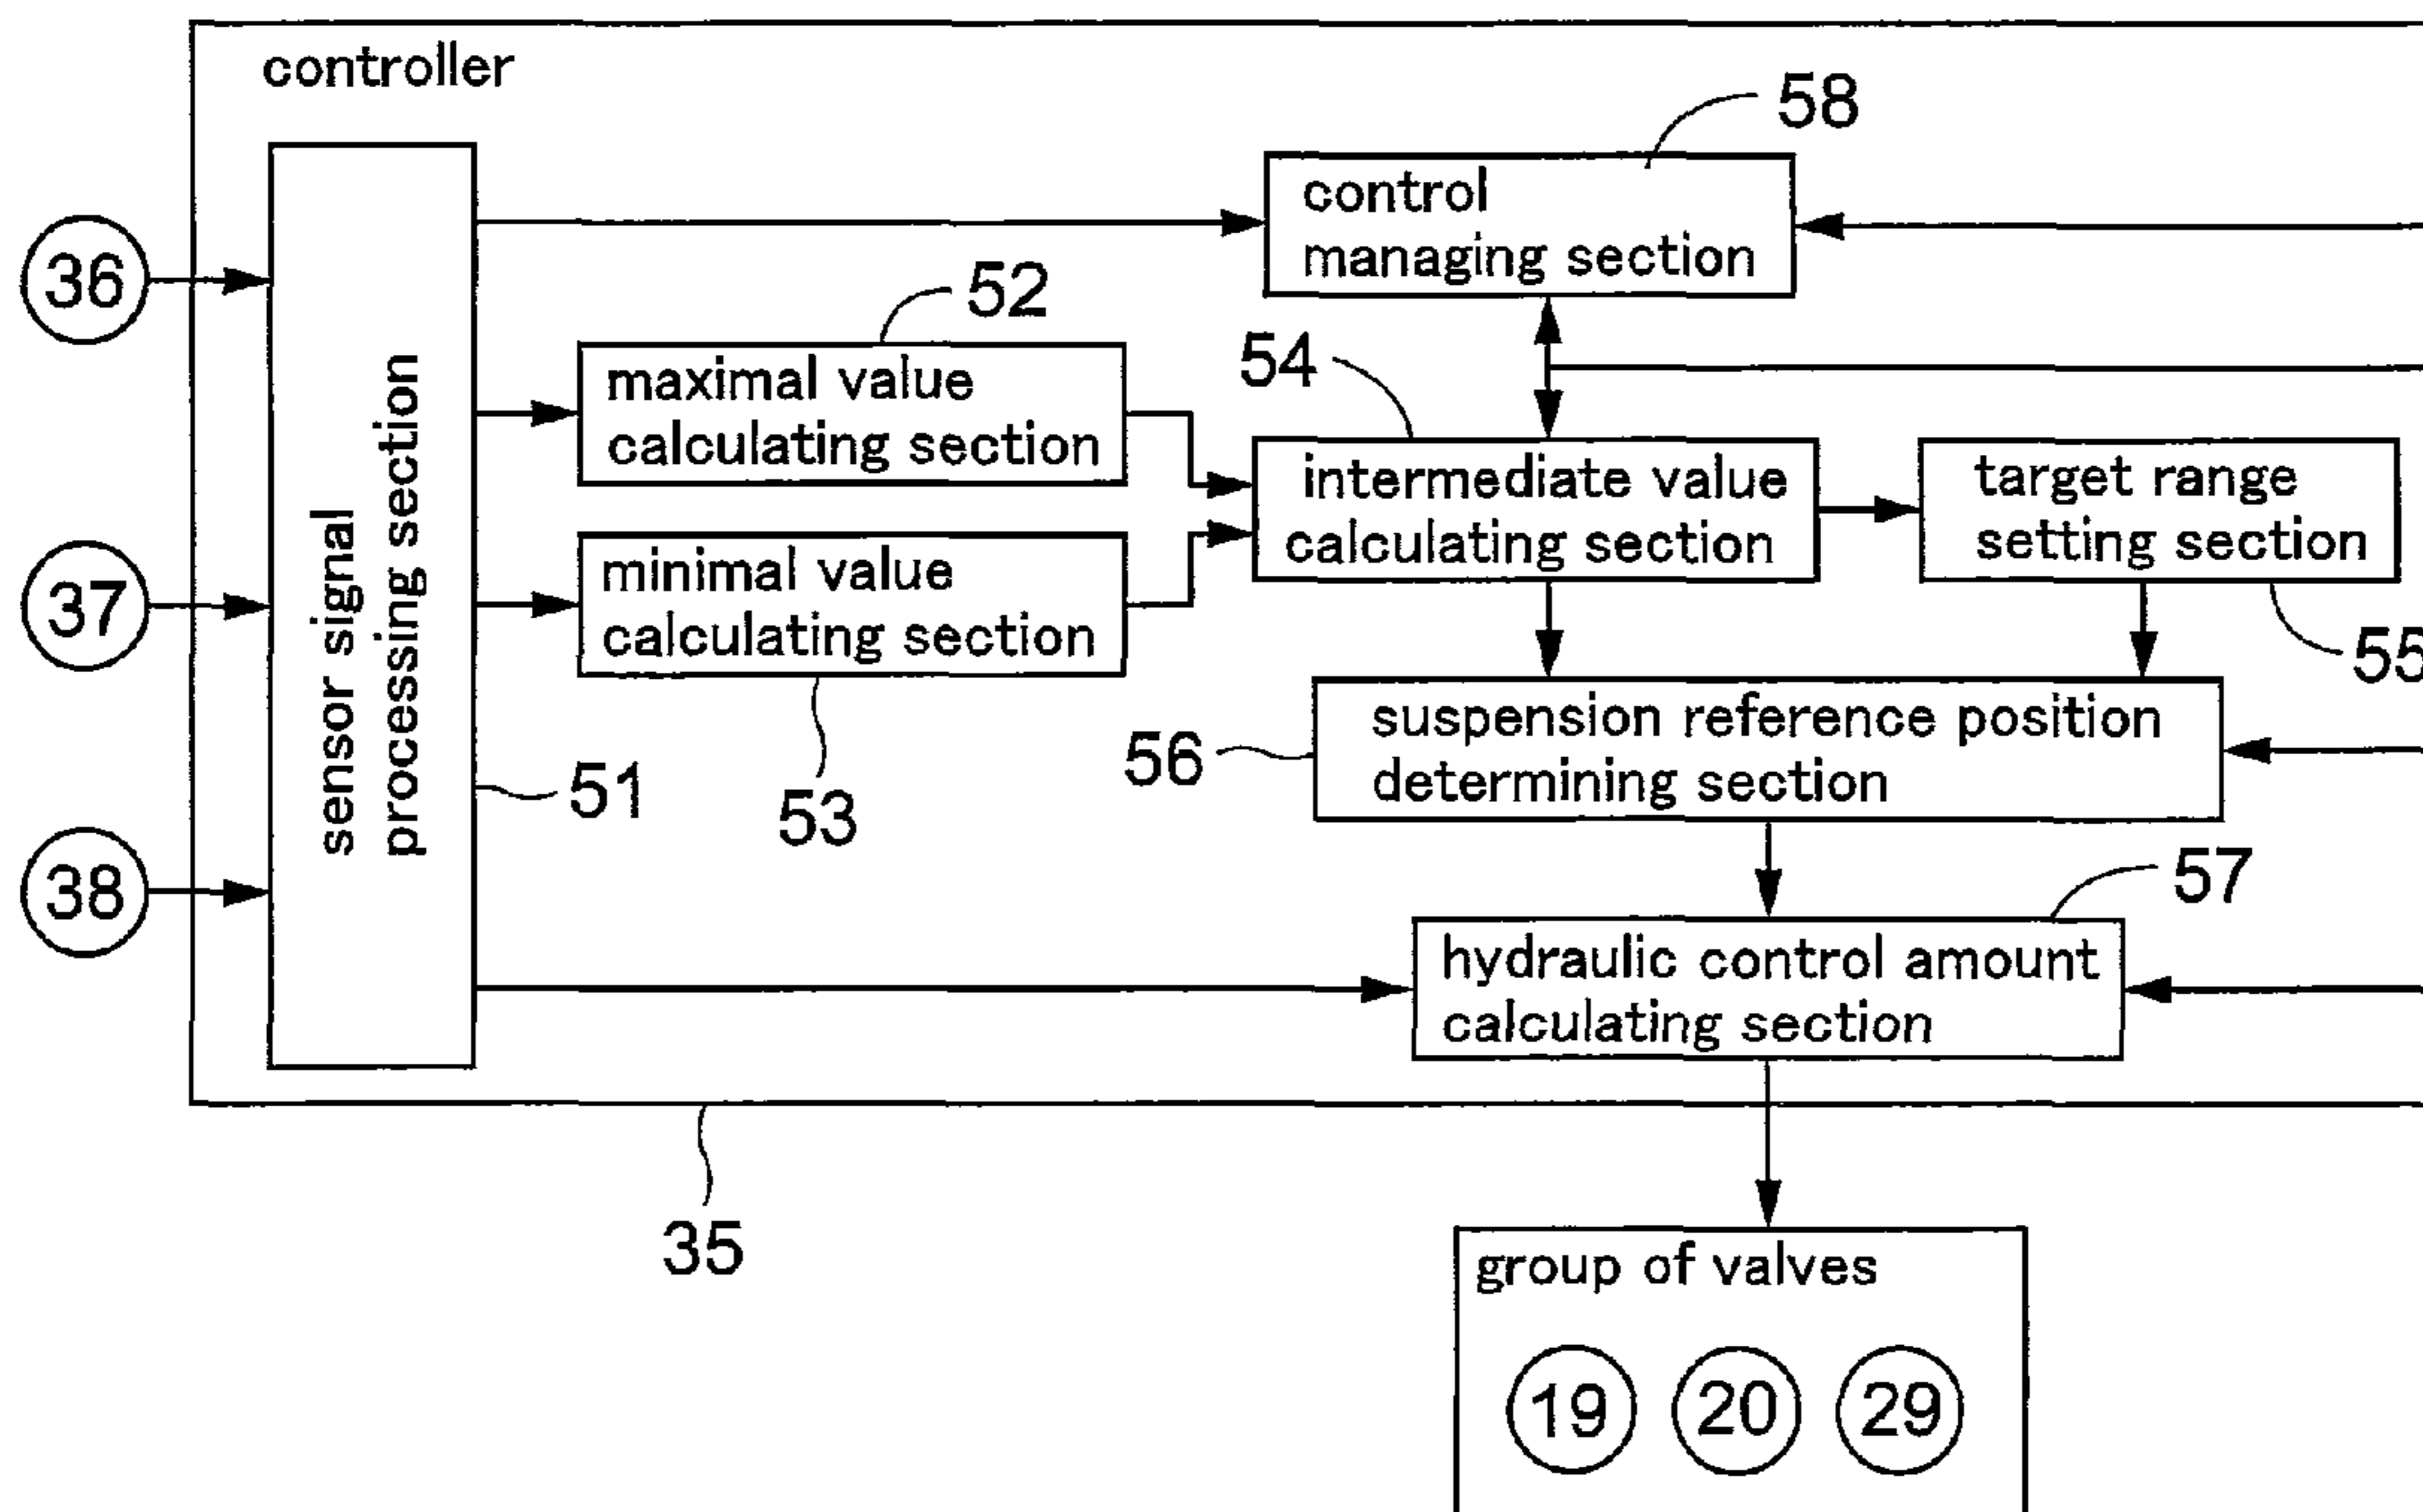 controller
58
control
managing section
36
52
maximal value
calculating section
54
intermediate value
calculating section
target range
setting section
55
sensor signal
processing section
37
minimal value
calculating section
53
51
56
suspension reference position
determining section
38
57
hydraulic control amount
calculating section
35
group of valves
19 20 29